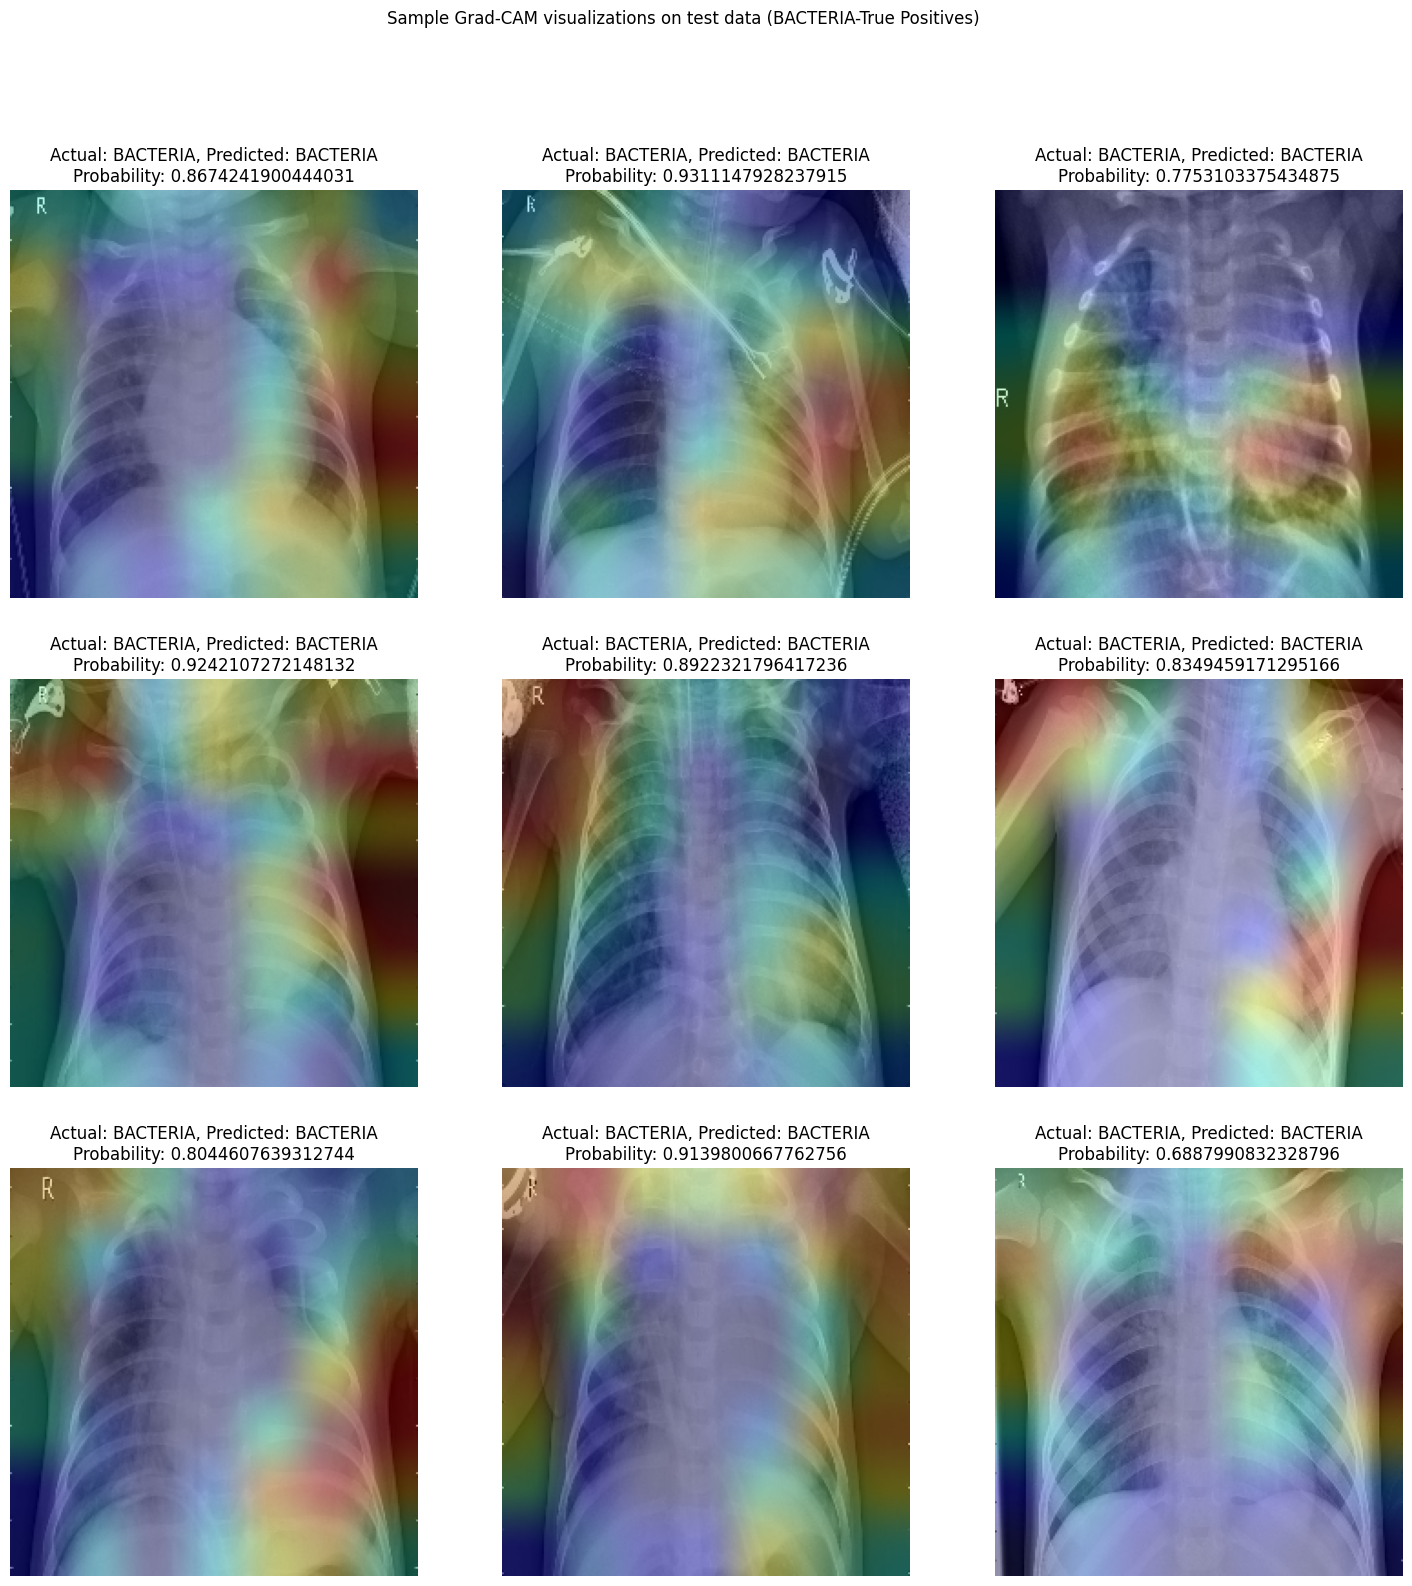 Sample Grad-CAM visualizations on test data (BACTERIA-True Positives)
Actual: BACTERIA, Predicted: BACTERIA
Probability: 0.8674241900444031
R
Actual: BACTERIA, Predicted: BACTERIA
Probability: 0.9311147928237915
R
Actual: BACTERIA, Predicted: BACTERIA
Probability: 0.7753103375434875
R
Actual: BACTERIA, Predicted: BACTERIA
Probability: 0.9242107272148132
R
Actual: BACTERIA, Predicted: BACTERIA
Probability: 0.8922321796417236
R
Actual: BACTERIA, Predicted: BACTERIA
Probability: 0.8349459171295166
Actual: BACTERIA, Predicted: BACTERIA
Probability: 0.8044607639312744
R
Actual: BACTERIA, Predicted: BACTERIA
Probability: 0.9139800667762756
R
Actual: BACTERIA, Predicted: BACTERIA
Probability: 0.6887990832328796
R